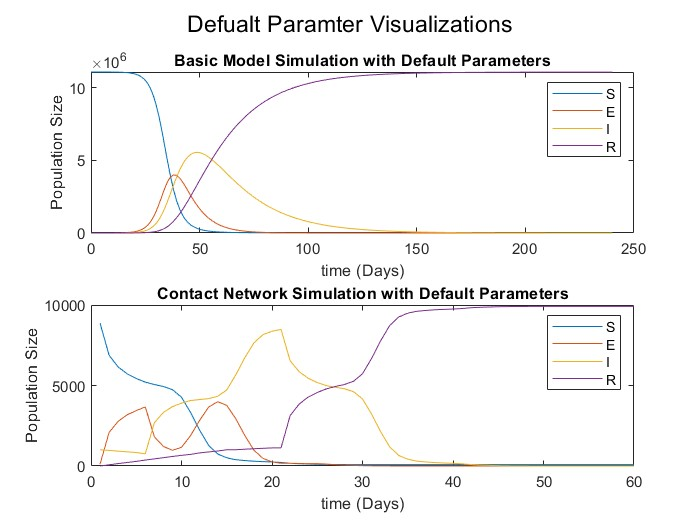 Defualt Paramter Visualizations
Basic Model Simulation with Default Parameters
×10^6
10
5
0
Population Size
0 50 100 150 200 250
time (Days)
S
E
I
R
Contact Network Simulation with Default Parameters
10000
5000
0
Population Size
0 10 20 30 40 50 60
time (Days)
S
E
I
R